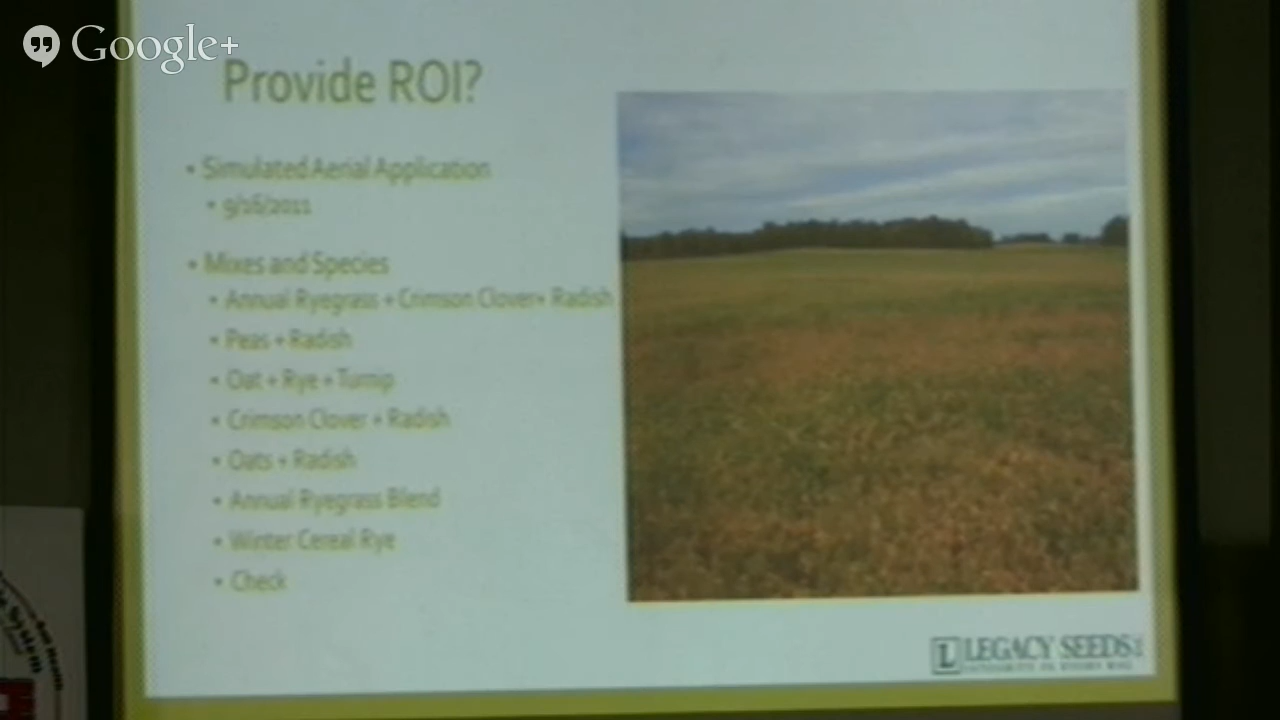 Google+
Provide ROI?
• Simulated Aerial Application
• 9/16/2011
• Mixes and Species
• Annual Ryegrass + Crimson Clover+ Radish
• Peas + Radish
• Oat + Rye + Turnip
• Crimson Clover + Radish
• Oats + Radish
• Annual Ryegrass Blend
• Winter Cereal Rye
• Check
L LEGACY SEEDS
System